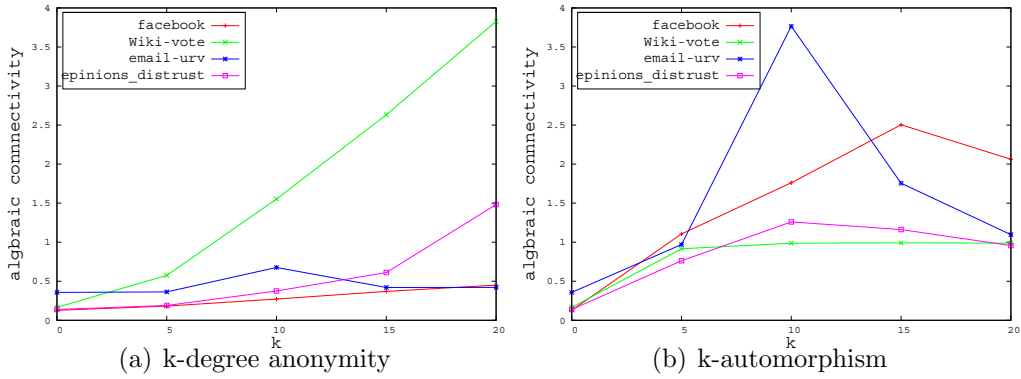 algbraic connnectivity
4
3.5
3
2.5
2
1.5
1
0.5
0
facebook
Wiki-vote
email-urv
epinions_distrust
0 5 10 15 20
k
(a) k-degree anonymity
algbraic connnectivity
4
3.5
3
2.5
2
1.5
1
0.5
0
facebook
Wiki-vote
email-urv
epinions_distrust
0 5 10 15 20
k
(b) k-automorphism